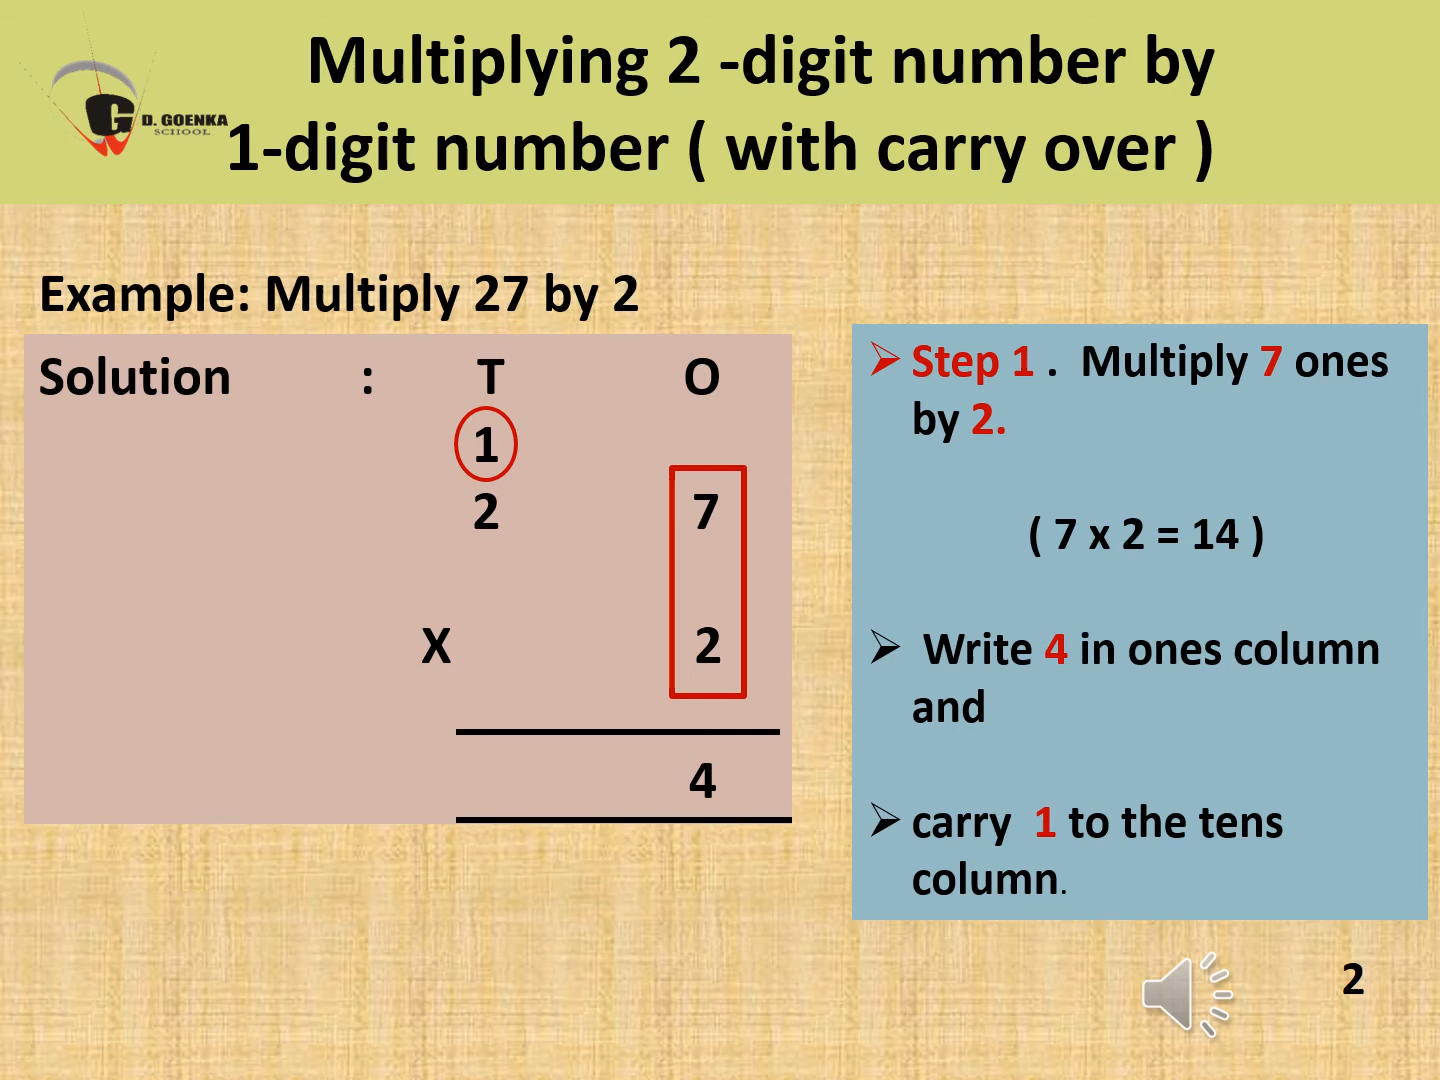 Multiplying 2 -digit number by
1-digit number ( with carry over )
G D. GOENKA
SCHOOL
Example: Multiply 27 by 2
Solution : T O
1
2 7
X 2
4
➢ Step 1 . Multiply 7 ones
by 2.
( 7 x 2 = 14 )
➢ Write 4 in ones column
and
➢ carry 1 to the tens
column.
2